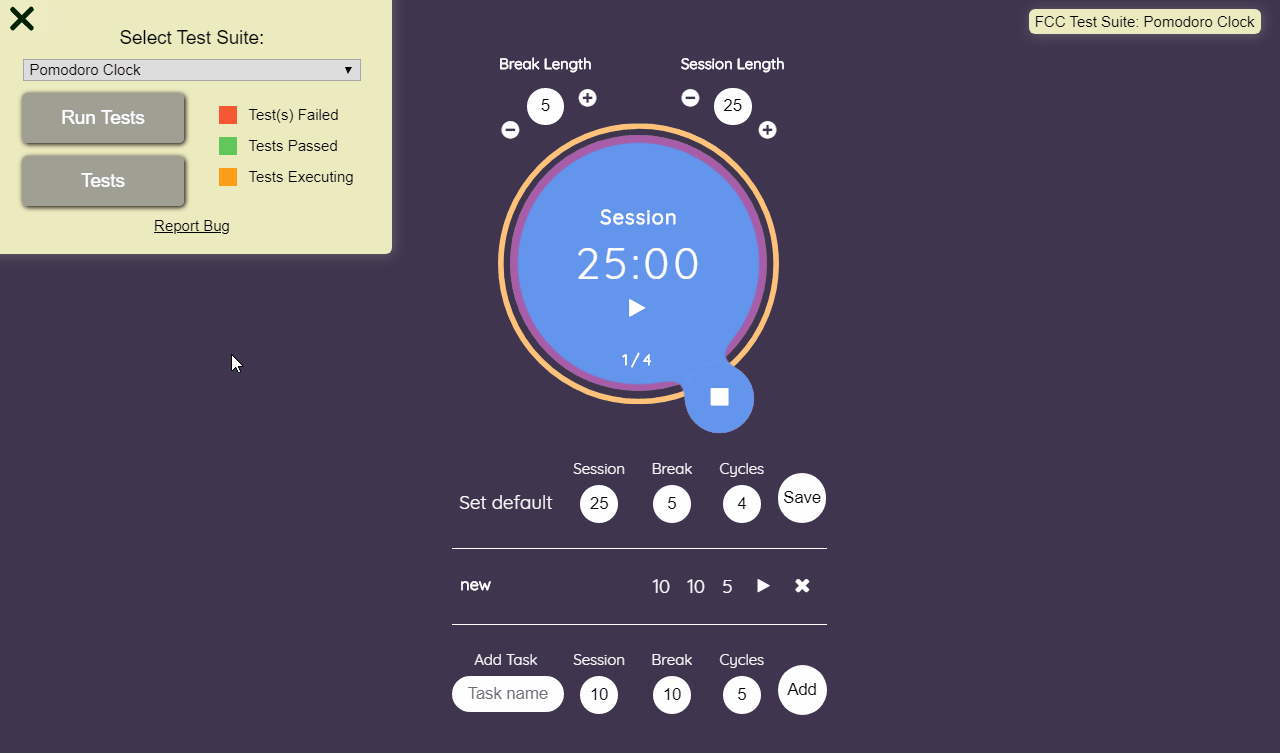 Select Test Suite:
Pomodoro Clock
Run Tests
Tests
Test(s) Failed
Tests Passed
Tests Executing
Report Bug
FCC Test Suite: Pomodoro Clock
Break Length
5
Session Length
25
Session
25:00
1 / 4
Set default
Session Break Cycles
25 5 4 Save
new 10 10 5
Add Task Session Break Cycles
Task name 10 10 5 Add